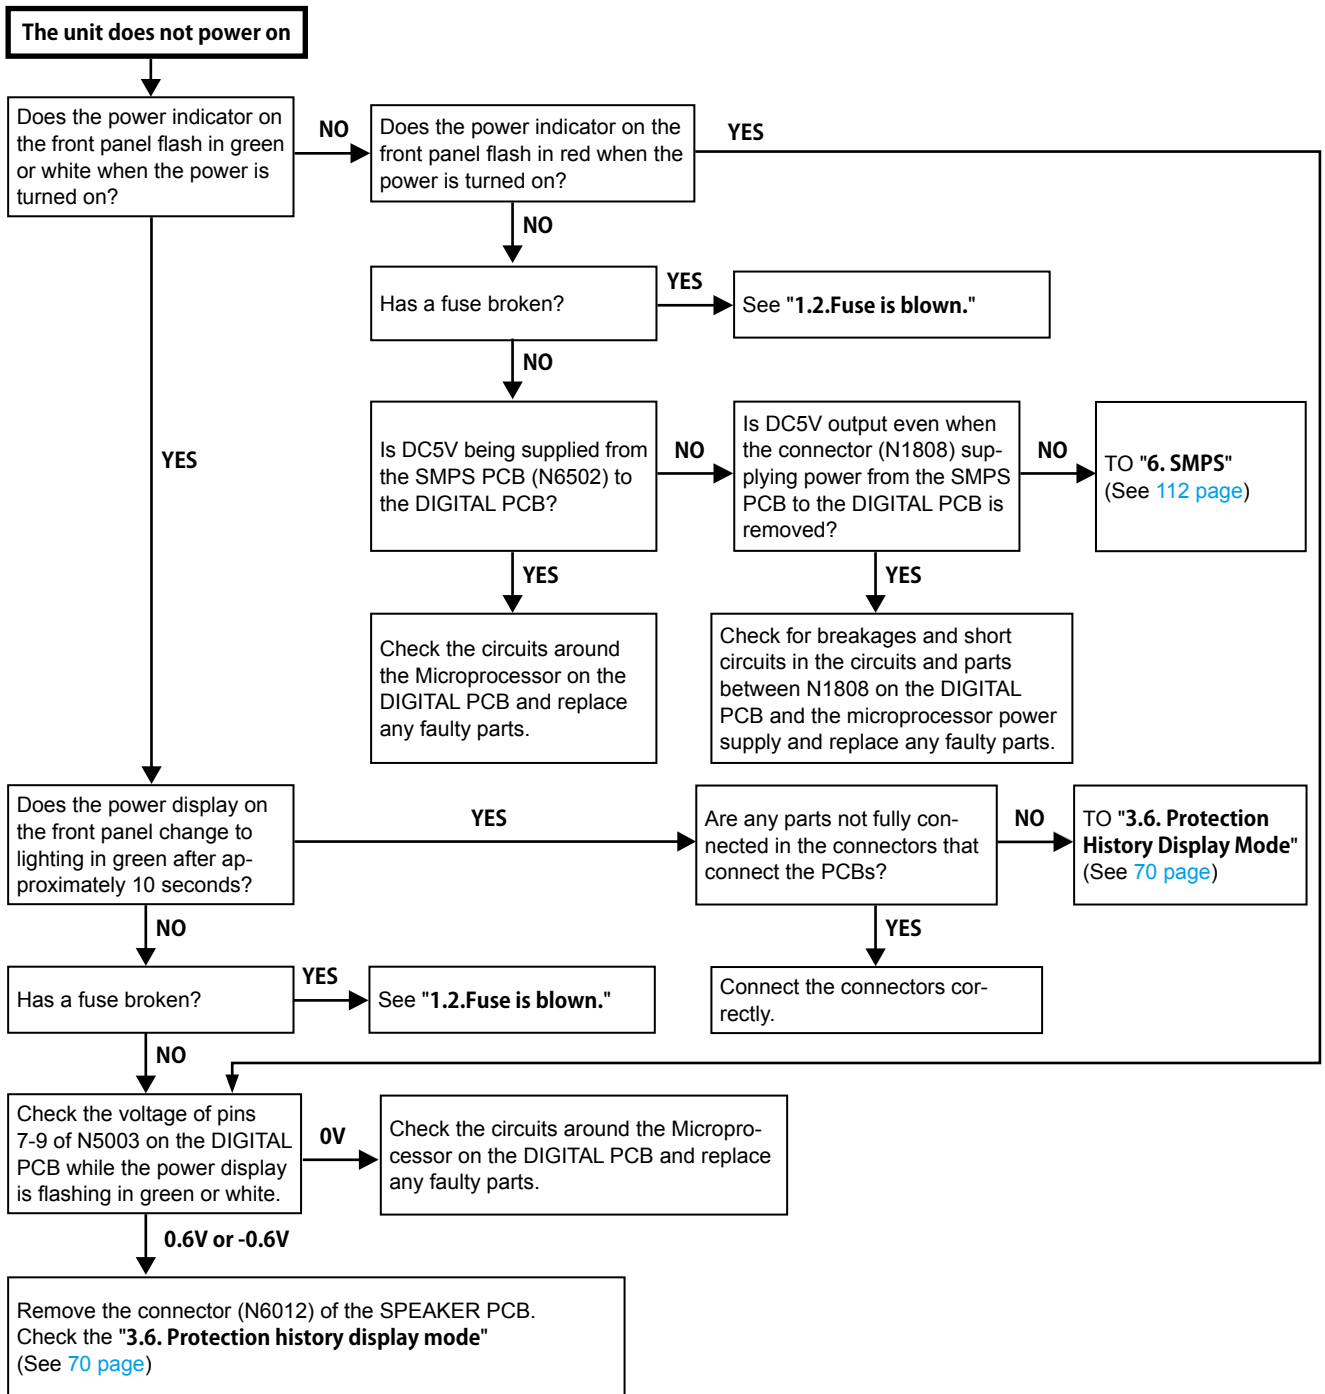 The unit does not power on
Does the power indicator on
the front panel flash in green
or white when the power is
turned on?
NO
Does the power indicator on the
front panel flash in red when the
power is turned on?
YES
NO
Has a fuse broken?
YES
See "1.2.Fuse is blown."
NO
YES
Is DC5V being supplied from
the SMPS PCB (N6502) to
the DIGITAL PCB?
NO
Is DC5V output even when
the connector (N1808) sup-
plying power from the SMPS
PCB to the DIGITAL PCB is
removed?
NO
TO "6. SMPS"
(See 112 page)
YES
YES
Check the circuits around
the Microprocessor on the
DIGITAL PCB and replace
any faulty parts.
Check for breakages and short
circuits in the circuits and parts
between N1808 on the DIGITAL
PCB and the microprocessor power
supply and replace any faulty parts.
Does the power display on
the front panel change to
lighting in green after ap-
proximately 10 seconds?
YES
Are any parts not fully con-
nected in the connectors that
connect the PCBs?
NO
TO "3.6. Protection
History Display Mode"
(See 70 page)
NO
YES
Has a fuse broken?
YES
See "1.2.Fuse is blown."
Connect the connectors cor-
rectly.
NO
Check the voltage of pins
7-9 of N5003 on the DIGITAL
PCB while the power display
is flashing in green or white.
0V
Check the circuits around the Micropro-
cessor on the DIGITAL PCB and replace
any faulty parts.
0.6V or -0.6V
Remove the connector (N6012) of the SPEAKER PCB.
Check the "3.6. Protection history display mode"
(See 70 page)